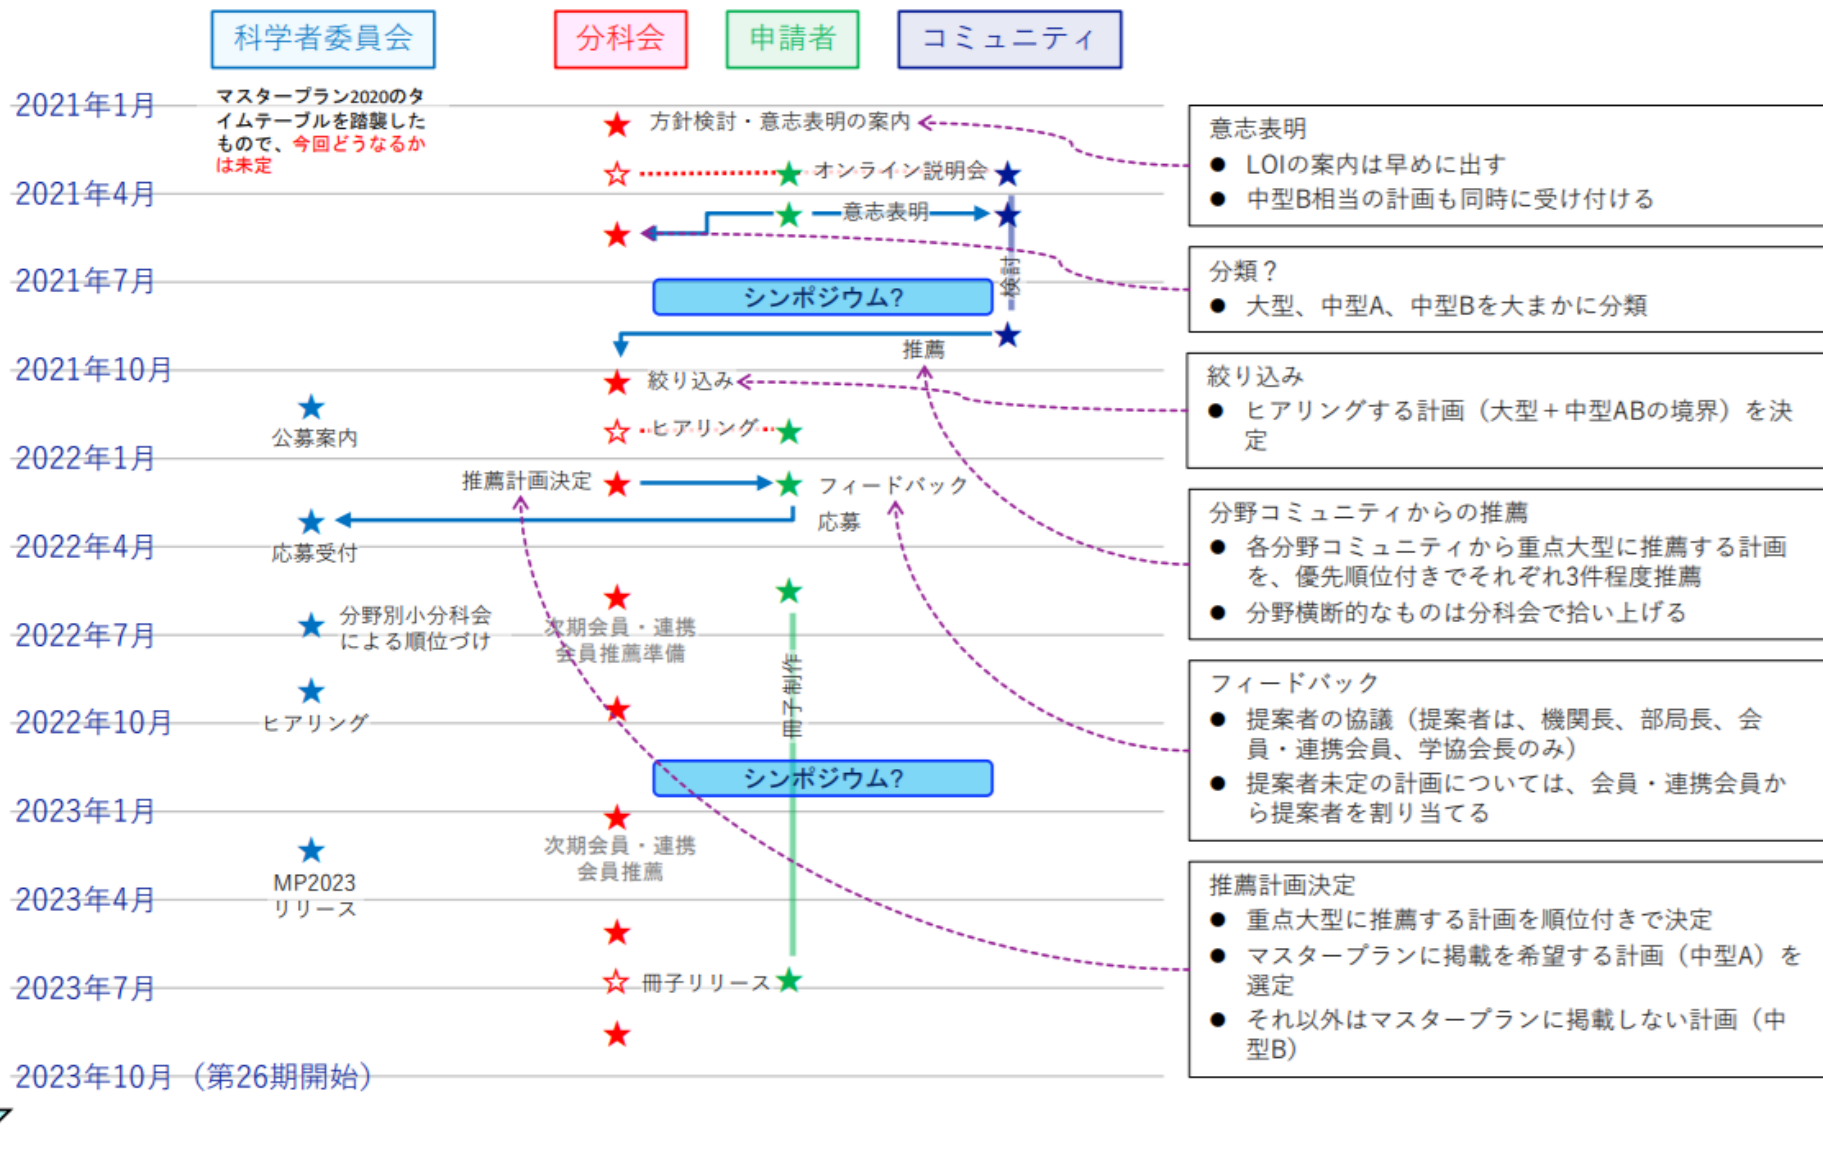 科学者委員会
分科会
申請者
コミュニティ
2021年1月
マスタープラン2020のタ
イムテーブルを踏襲した
もので、今回どうなるか
は未定
方針検討・意志表明の案内
オンライン説明会
2021年4月
意志表明
2021年7月
検討
シンポジウム?
推薦
2021年10月
絞り込み
公募案内
ヒアリング
2022年1月
推薦計画決定
フィードバック
応募
2022年4月
応募受付
分野別小分科会
による順位づけ
2022年7月
次期会員・連携
会員推薦準備
冊子制作
2022年10月
ヒアリング
シンポジウム?
2023年1月
次期会員・連携
会員推薦
MP2023
リリース
2023年4月
2023年7月
冊子リリース
2023年10月（第26期開始）
意志表明
● LOIの案内は早めに出す
● 中型B相当の計画も同時に受け付ける
分類？
● 大型、中型A、中型Bを大まかに分類
絞り込み
● ヒアリングする計画（大型＋中型ABの境界）を決
定
分野コミュニティからの推薦
● 各分野コミュニティから重点大型に推薦する計画
を、優先順位付きでそれぞれ3件程度推薦
● 分野横断的なものは分科会で拾い上げる
フィードバック
● 提案者の協議（提案者は、機関長、部局長、会
員・連携会員、学協会長のみ）
● 提案者未定の計画については、会員・連携会員か
ら提案者を割り当てる
推薦計画決定
● 重点大型に推薦する計画を順位付きで決定
● マスタープランに掲載を希望する計画（中型A）を
選定
● それ以外はマスタープランに掲載しない計画（中
型B）